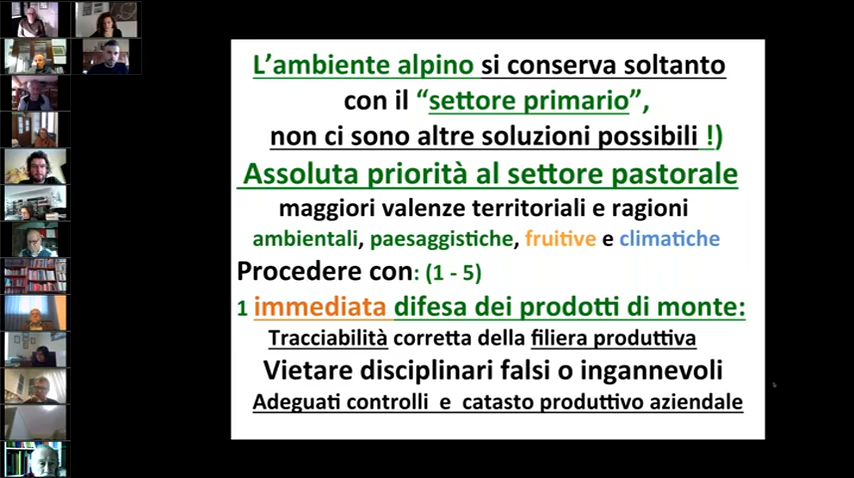 L'ambiente alpino si conserva soltanto
con il "settore primario",
non ci sono altre soluzioni possibili !)
Assoluta priorità al settore pastorale
maggiori valenze territoriali e ragioni
ambientali, paesaggistiche, fruitive e climatiche
Procedere con: (1 - 5)
1 immediata difesa dei prodotti di monte:
Tracciabilità corretta della filiera produttiva
Vietare disciplinari falsi o ingannevoli
Adeguati controlli e catasto produttivo aziendale